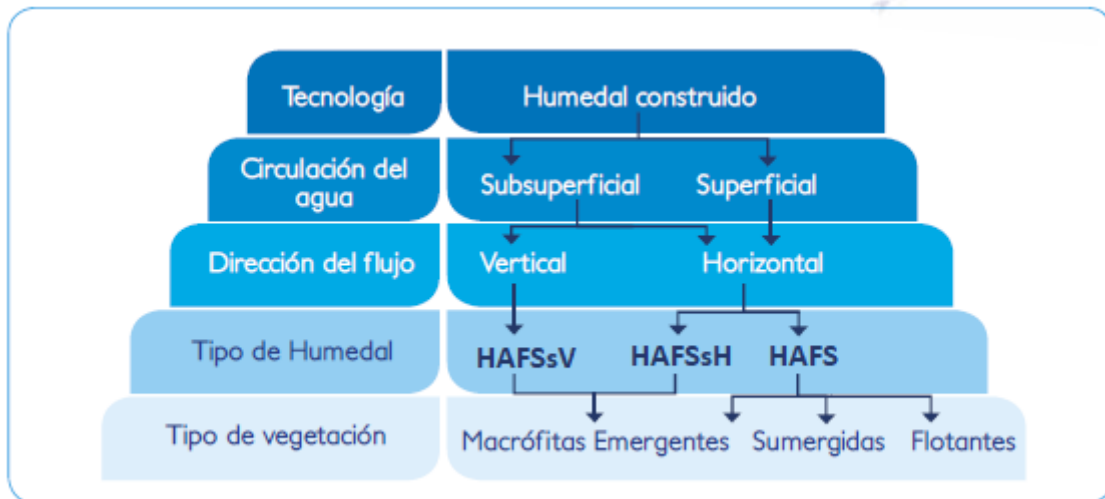 Tecnología
Humedal construido
Circulación del
agua
Subsuperficial
Superficial
Dirección del flujo
Vertical
Horizontal
Tipo de Humedal
HAFSsV
HAFSsH
HAFS
Tipo de vegetación
Macrófitas Emergentes
Sumergidas
Flotantes